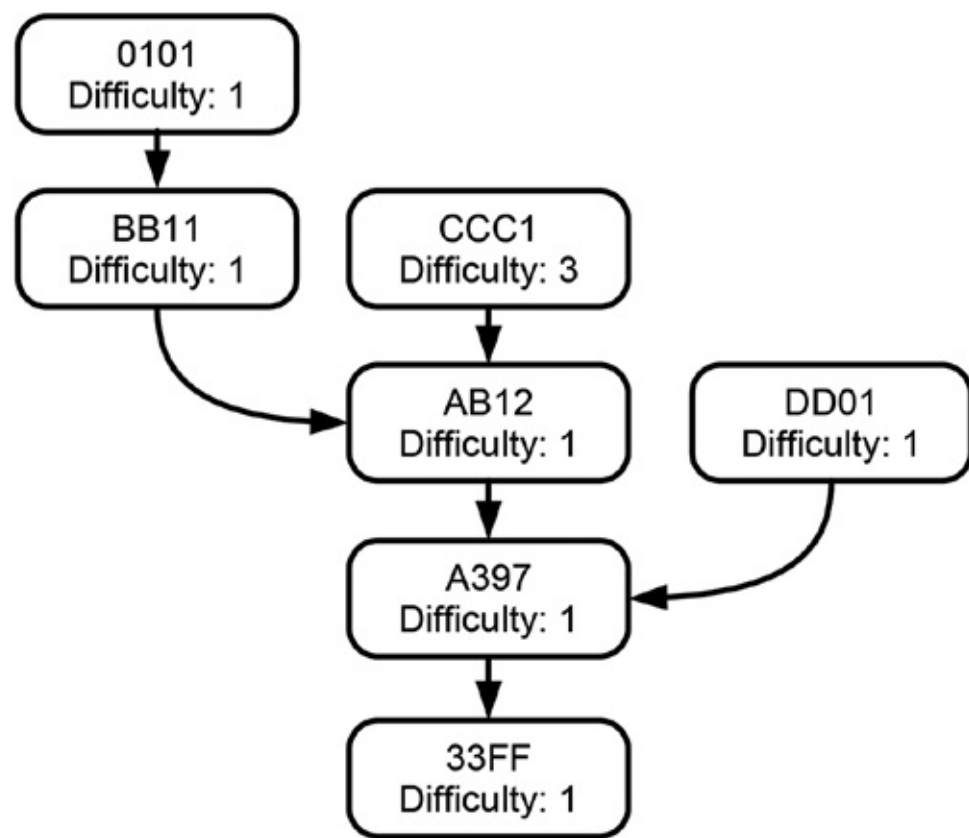 0101
Difficulty: 1
BB11
Difficulty: 1
CCC1
Difficulty: 3
AB12
Difficulty: 1
DD01
Difficulty: 1
A397
Difficulty: 1
33FF
Difficulty: 1